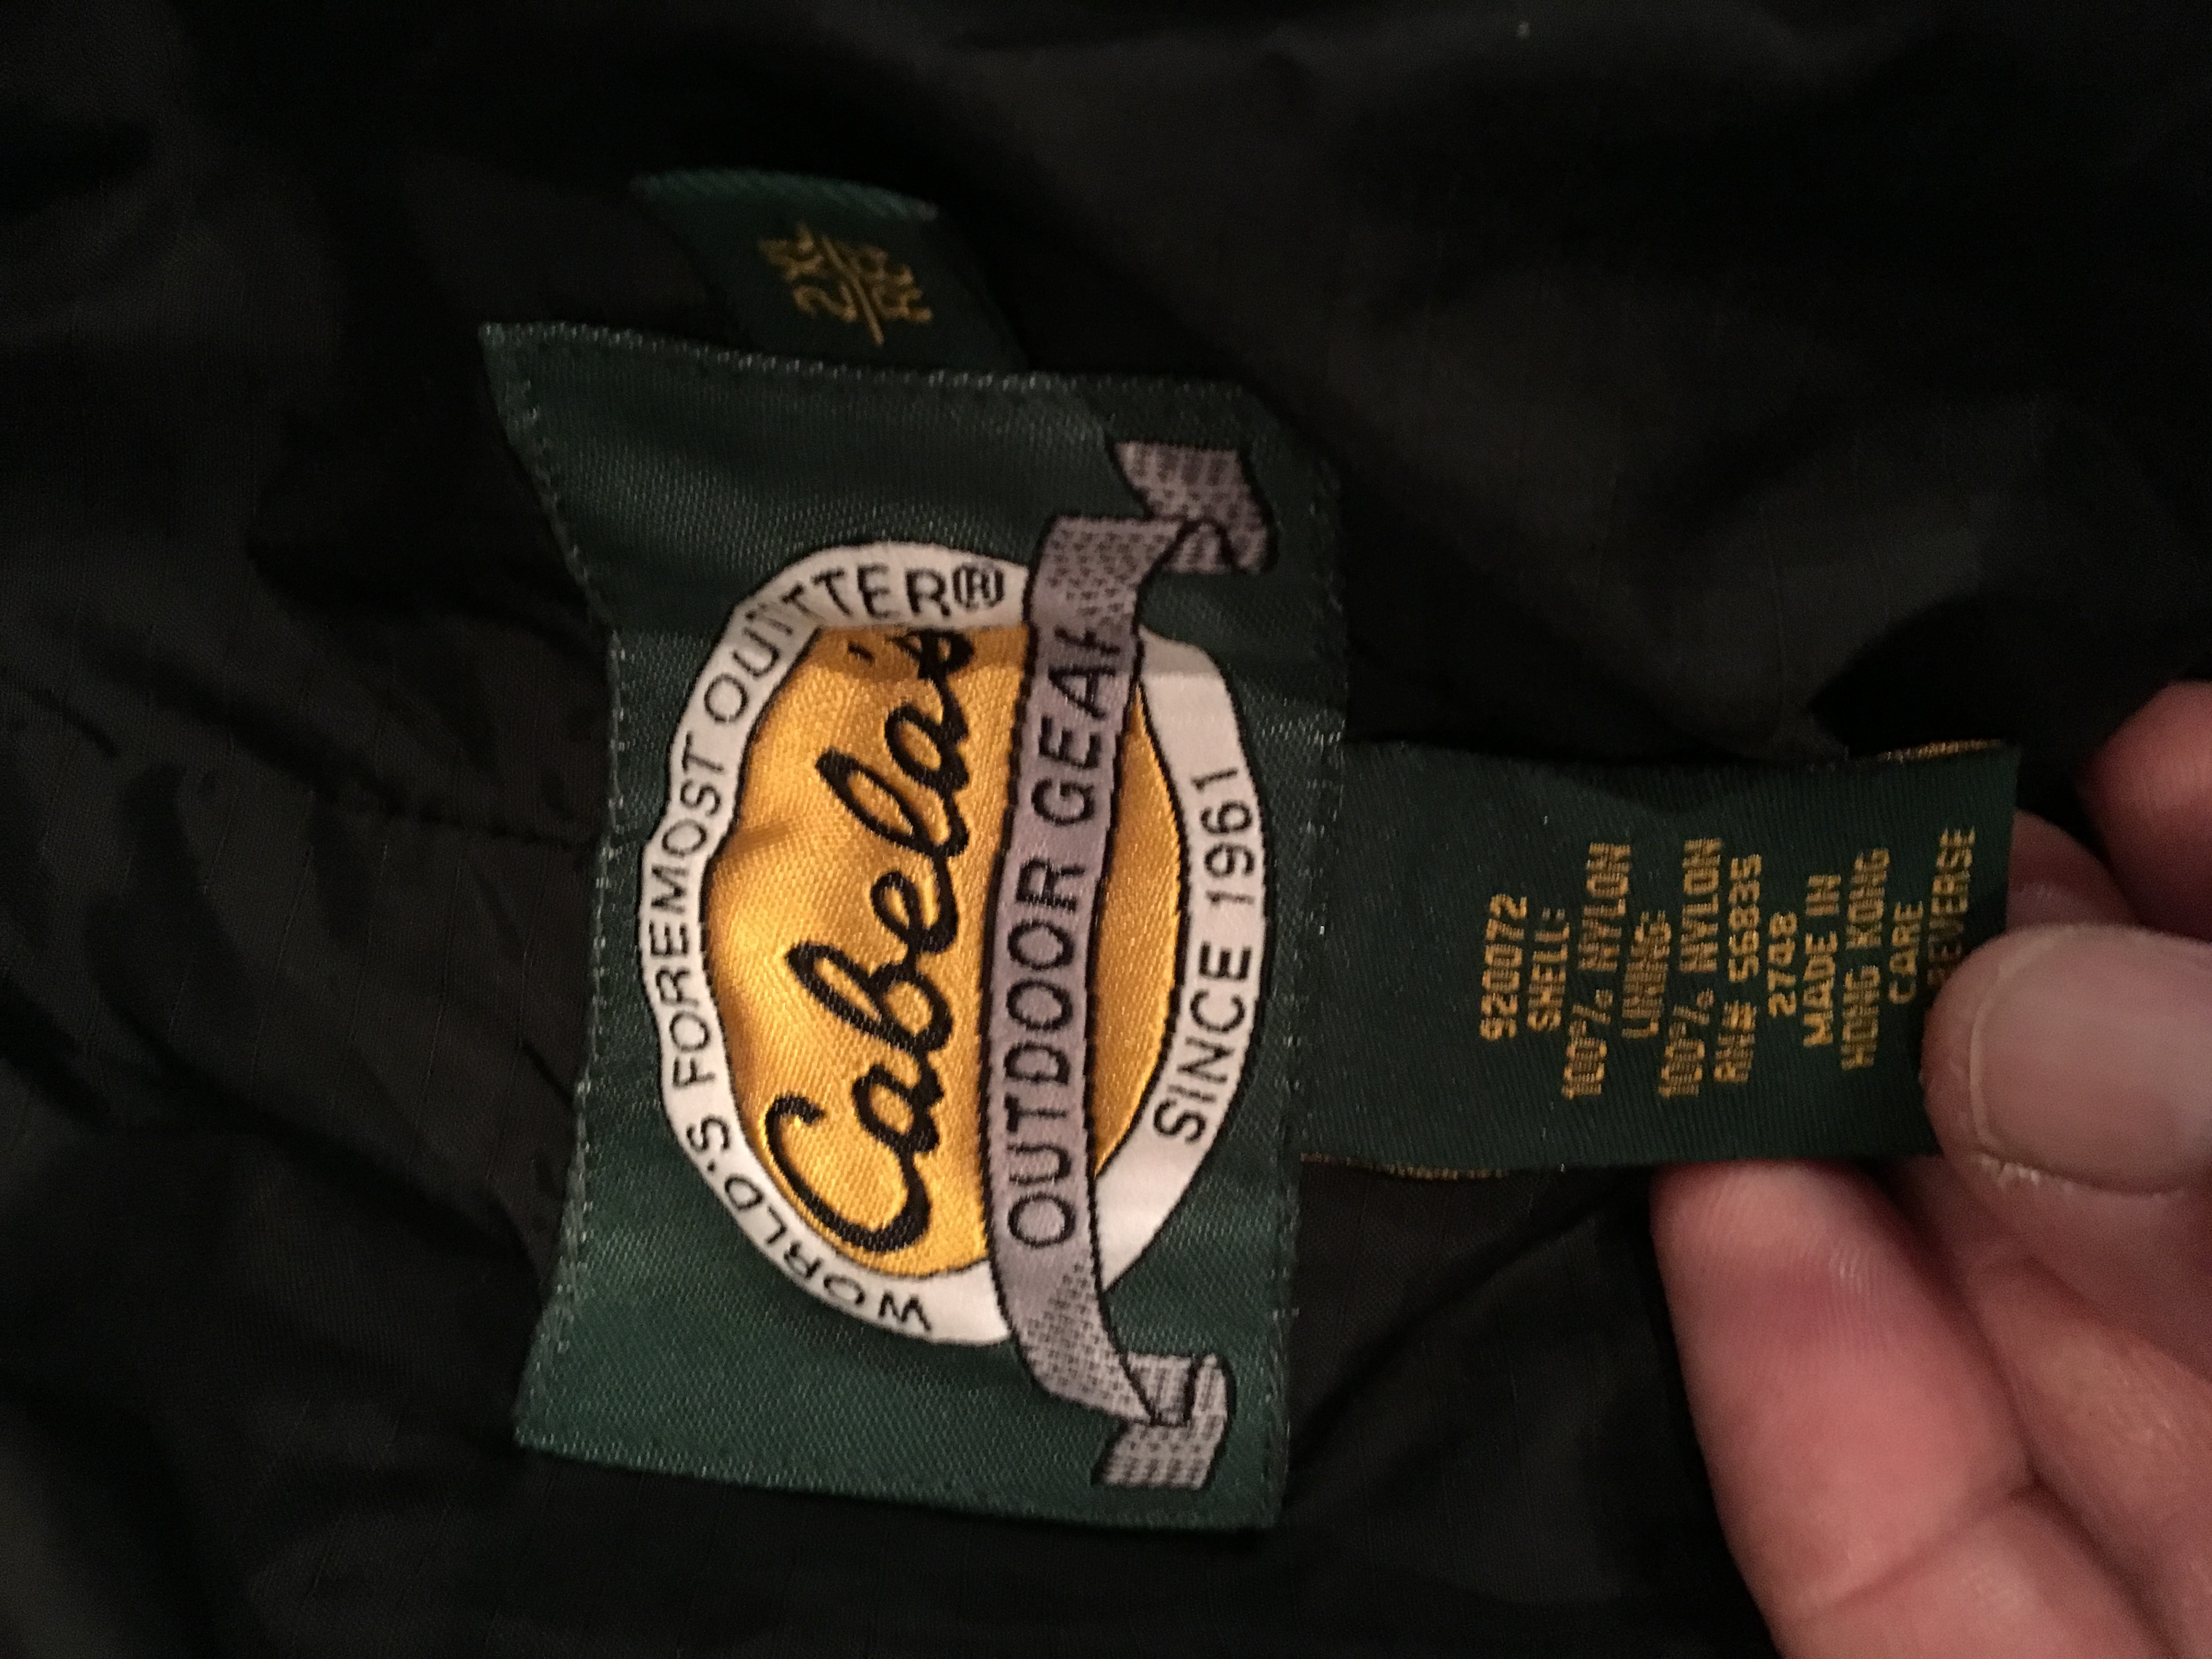 2XL
REG
WORLD'S FOREMOST OUTFITTER®
Cabela's
OUTDOOR GEAR
SINCE 1961
920072
SHELL:
100% NYLON
LINING:
100% NYLON
RN# 56835
2748
MADE IN
HONG KONG
CARE
REVERSE